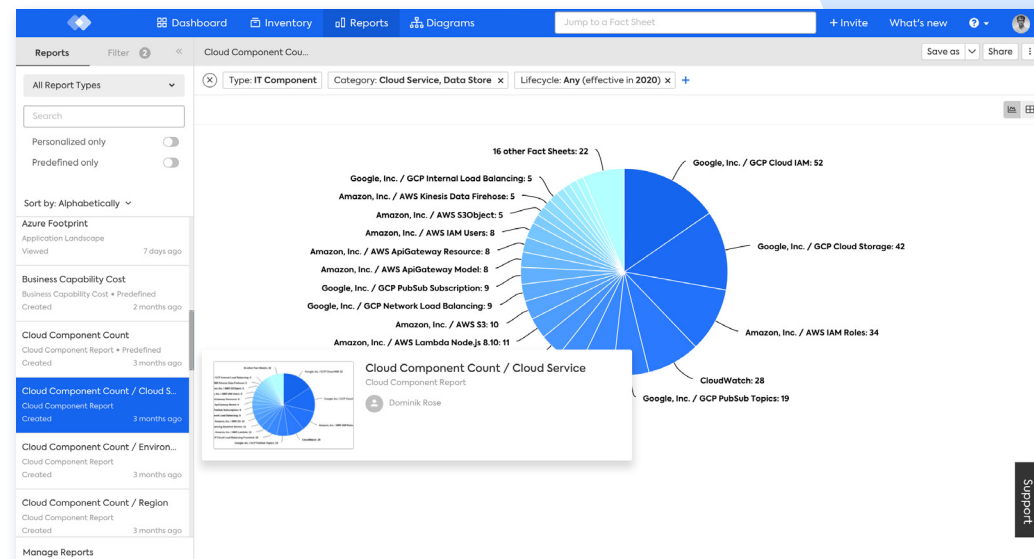 Dashboard Inventory Reports Diagrams Jump to a Fact Sheet + Invite What's new ?
Reports Filter 2 « Cloud Component Cou... Save as Share
All Report Types Type: IT Component Category: Cloud Service, Data Store x Lifecycle: Any (effective in 2020) x +
Search
Personalized only
Predefined only
Sort by: Alphabetically
Azure Footprint
Application Landscape
Viewed 7 days ago
Business Capability Cost
Business Capability Cost • Predefined
Created 2 months ago
Cloud Component Count
Cloud Component Report • Predefined
Created 3 months ago
Cloud Component Count / Cloud S...
Cloud Component Report
Created 3 months ago
Cloud Component Count / Environ...
Cloud Component Report
Created 3 months ago
Cloud Component Count / Region
Cloud Component Report
Created 3 months ago
Manage Reports
16 other Fact Sheets: 22
Google, Inc. / GCP Internal Load Balancing: 5
Amazon, Inc. / AWS Kinesis Data Firehose: 5
Amazon, Inc. / AWS S3Object: 5
Amazon, Inc. / AWS IAM Users: 8
Amazon, Inc. / AWS ApiGateway Resource: 8
Amazon, Inc. / AWS ApiGateway Model: 8
Google, Inc. / GCP PubSub Subscription: 9
Google, Inc. / GCP Network Load Balancing: 9
Amazon, Inc. / AWS S3: 10
Amazon, Inc. / AWS Lambda Node.js 8.10: 11
Google, Inc. / GCP Cloud IAM: 52
Google, Inc. / GCP Cloud Storage: 42
Amazon, Inc. / AWS IAM Roles: 34
CloudWatch: 28
Google, Inc. / GCP PubSub Topics: 19
Cloud Component Count / Cloud Service
Cloud Component Report
Dominik Rose
Support